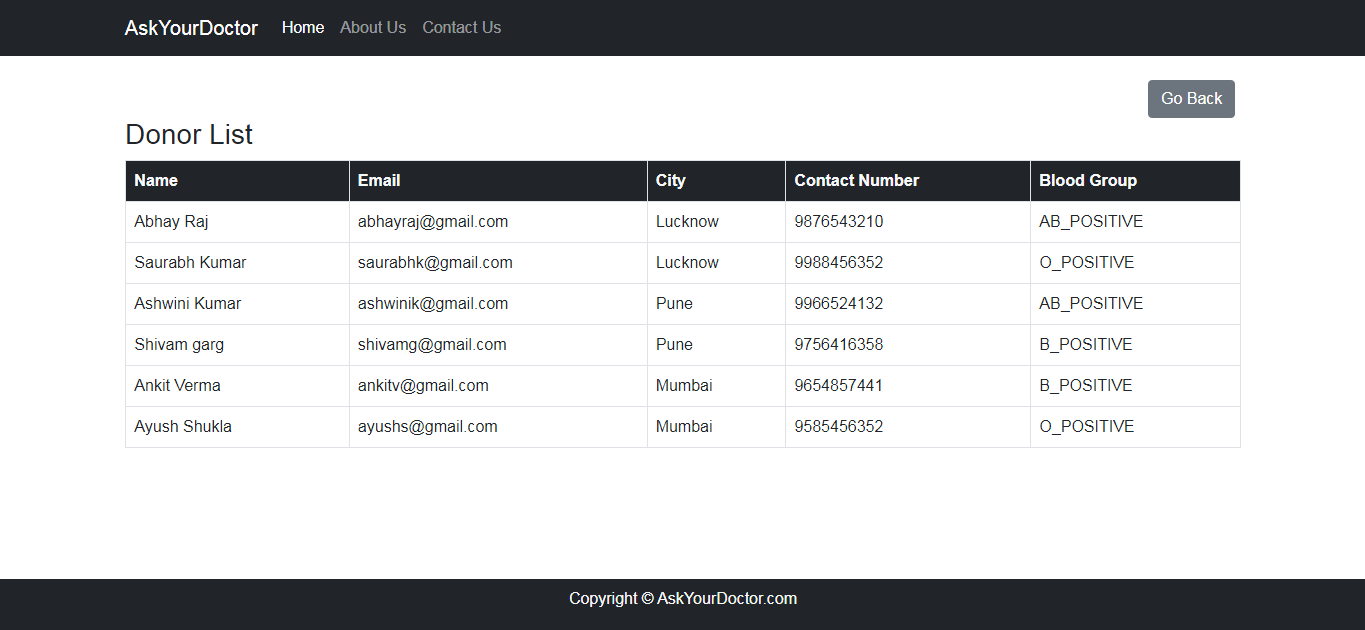 AskYourDoctor Home About Us Contact Us
Go Back
Donor List
Name Email City Contact Number Blood Group
Abhay Raj abhayraj@gmail.com Lucknow 9876543210 AB_POSITIVE
Saurabh Kumar saurabhk@gmail.com Lucknow 9988456352 O_POSITIVE
Ashwini Kumar ashwinik@gmail.com Pune 9966524132 AB_POSITIVE
Shivam garg shivamg@gmail.com Pune 9756416358 B_POSITIVE
Ankit Verma ankitv@gmail.com Mumbai 9654857441 B_POSITIVE
Ayush Shukla ayushs@gmail.com Mumbai 9585456352 O_POSITIVE
Copyright © AskYourDoctor.com